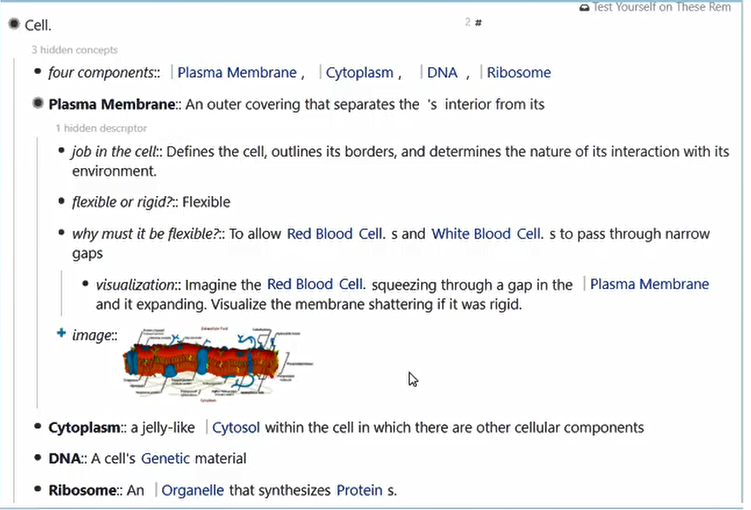 Test Yourself on These Rem
Cell.
2 #
3 hidden concepts
four components:: Plasma Membrane , Cytoplasm , DNA , Ribosome
Plasma Membrane:: An outer covering that separates the 's interior from its
1 hidden descriptor
job in the cell:: Defines the cell, outlines its borders, and determines the nature of its interaction with its
environment.
flexible or rigid?:: Flexible
why must it be flexible?:: To allow Red Blood Cell. s and White Blood Cell. s to pass through narrow
gaps
visualization:: Imagine the Red Blood Cell. squeezing through a gap in the Plasma Membrane
and it expanding. Visualize the membrane shattering if it was rigid.
image::
Extracellular Fluid
Cytoplasm
Cytoplasm:: a jelly-like Cytosol within the cell in which there are other cellular components
DNA:: A cell's Genetic material
Ribosome:: An Organelle that synthesizes Protein s.